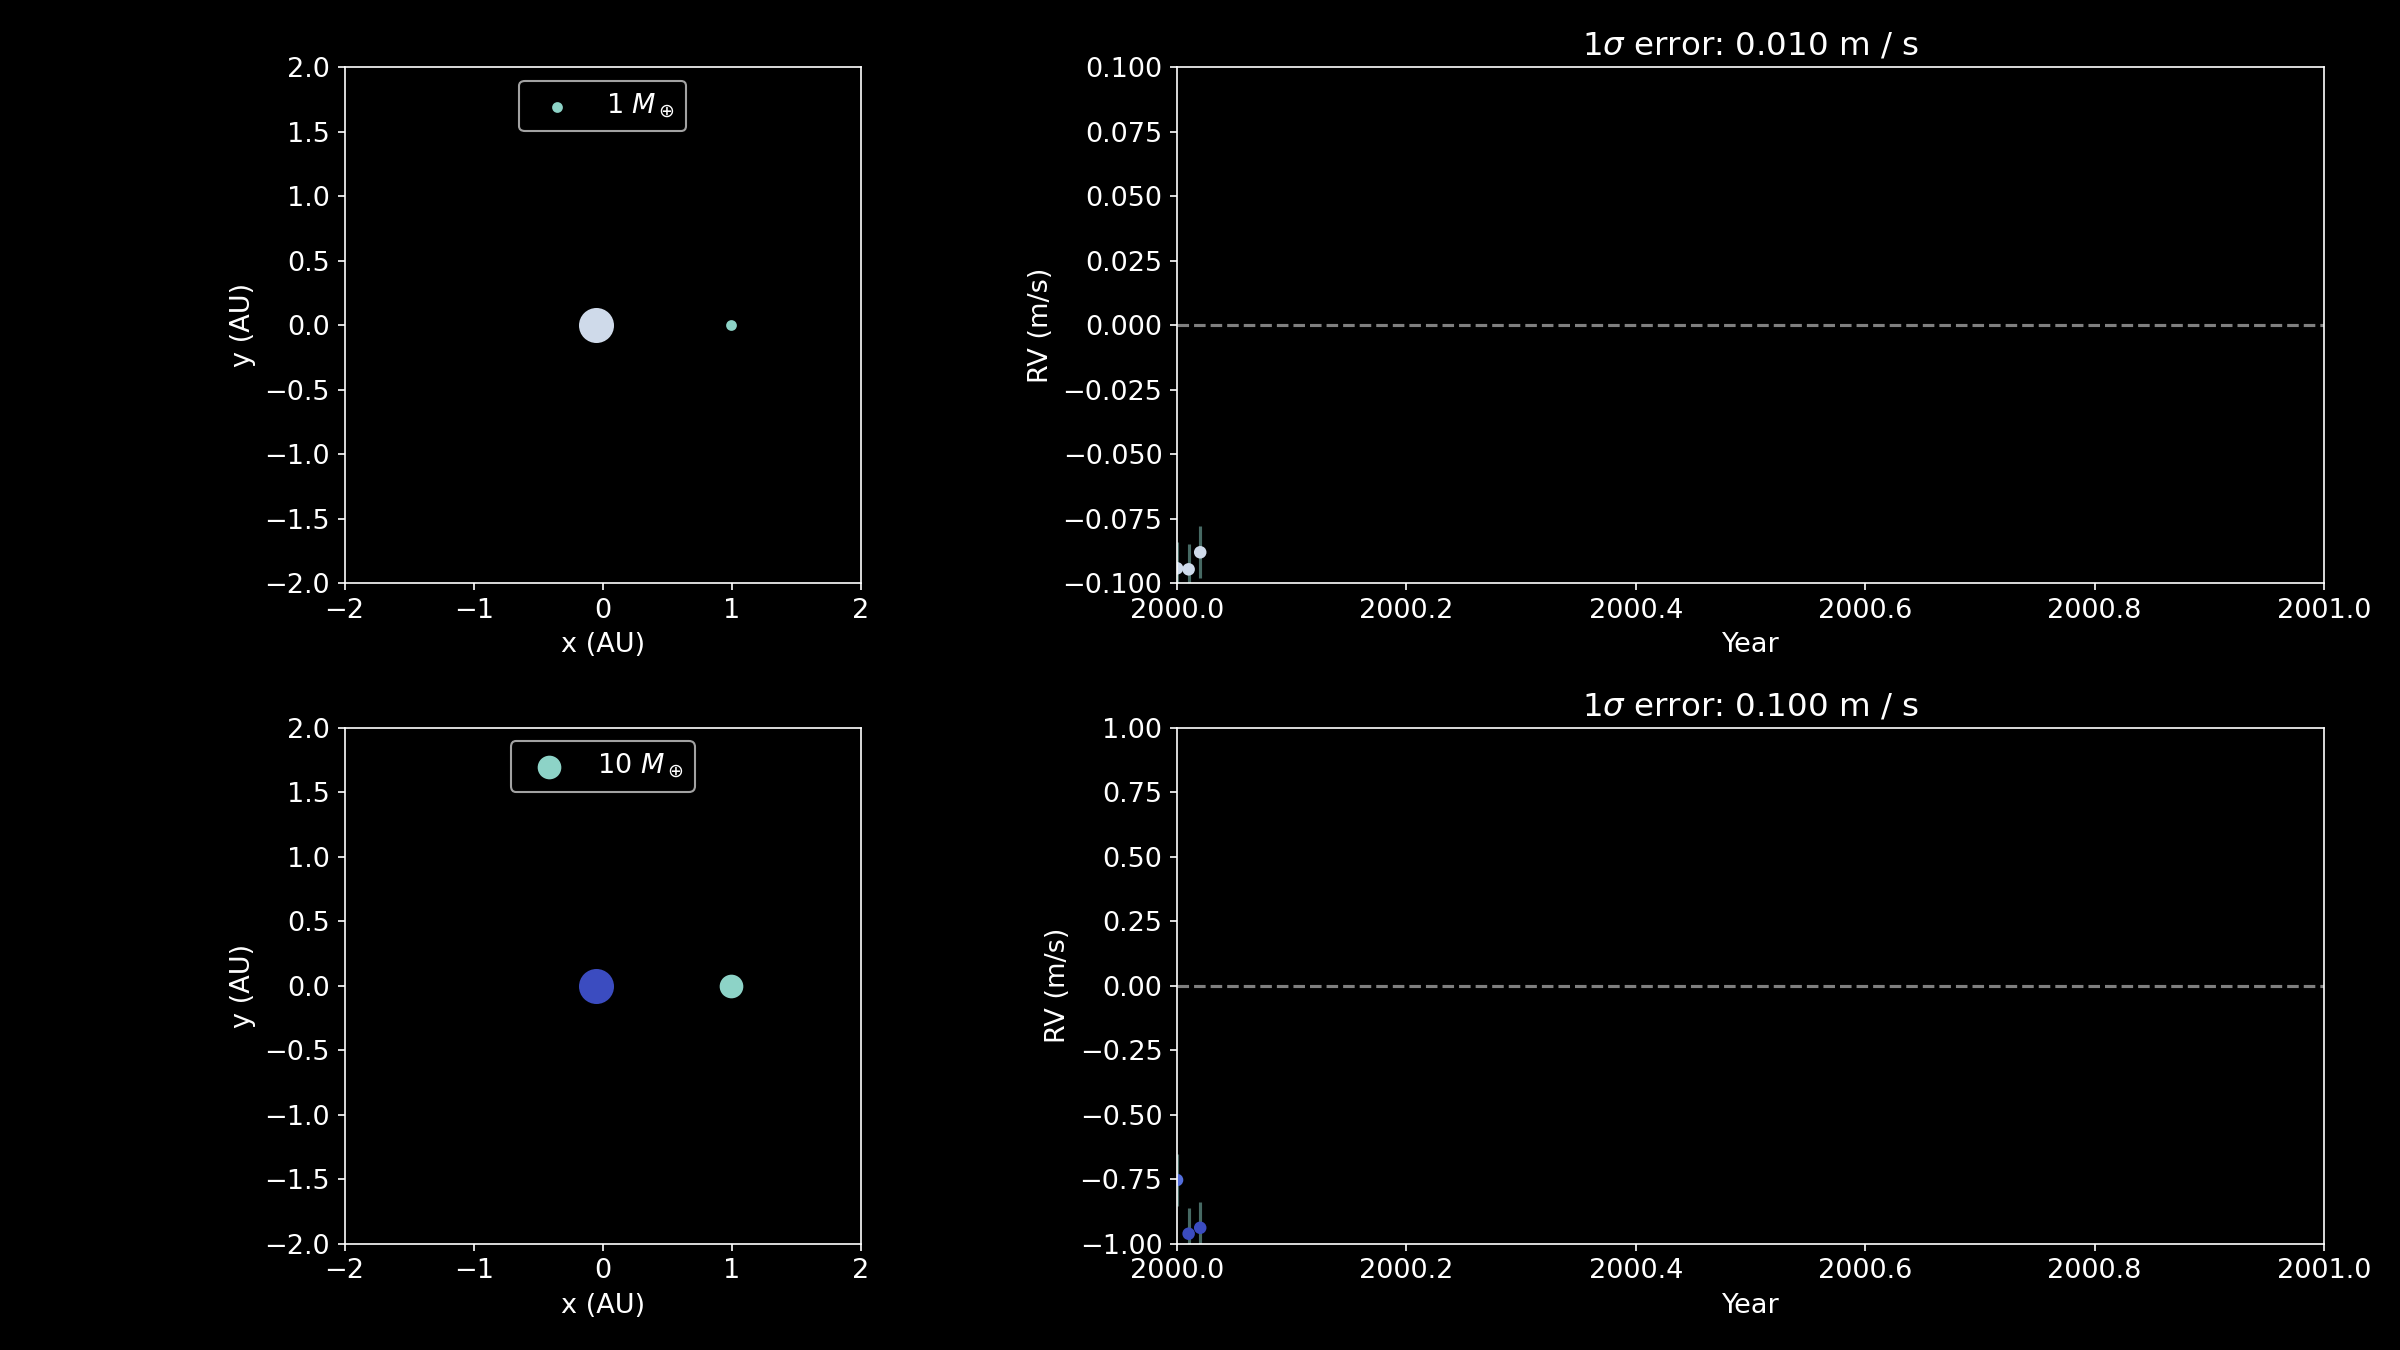 1σ error: 0.010 m / s
2.0
1.5
1.0
0.5
0.0
−0.5
−1.0
−1.5
−2.0
y (AU)
1 M⊕
−2 −1 0 1 2
x (AU)
0.100
0.075
0.050
0.025
0.000
−0.025
−0.050
−0.075
−0.100
RV (m/s)
2000.0 2000.2 2000.4 2000.6 2000.8 2001.0
Year
1σ error: 0.100 m / s
2.0
1.5
1.0
0.5
0.0
−0.5
−1.0
−1.5
−2.0
y (AU)
10 M⊕
−2 −1 0 1 2
x (AU)
1.00
0.75
0.50
0.25
0.00
−0.25
−0.50
−0.75
−1.00
RV (m/s)
2000.0 2000.2 2000.4 2000.6 2000.8 2001.0
Year